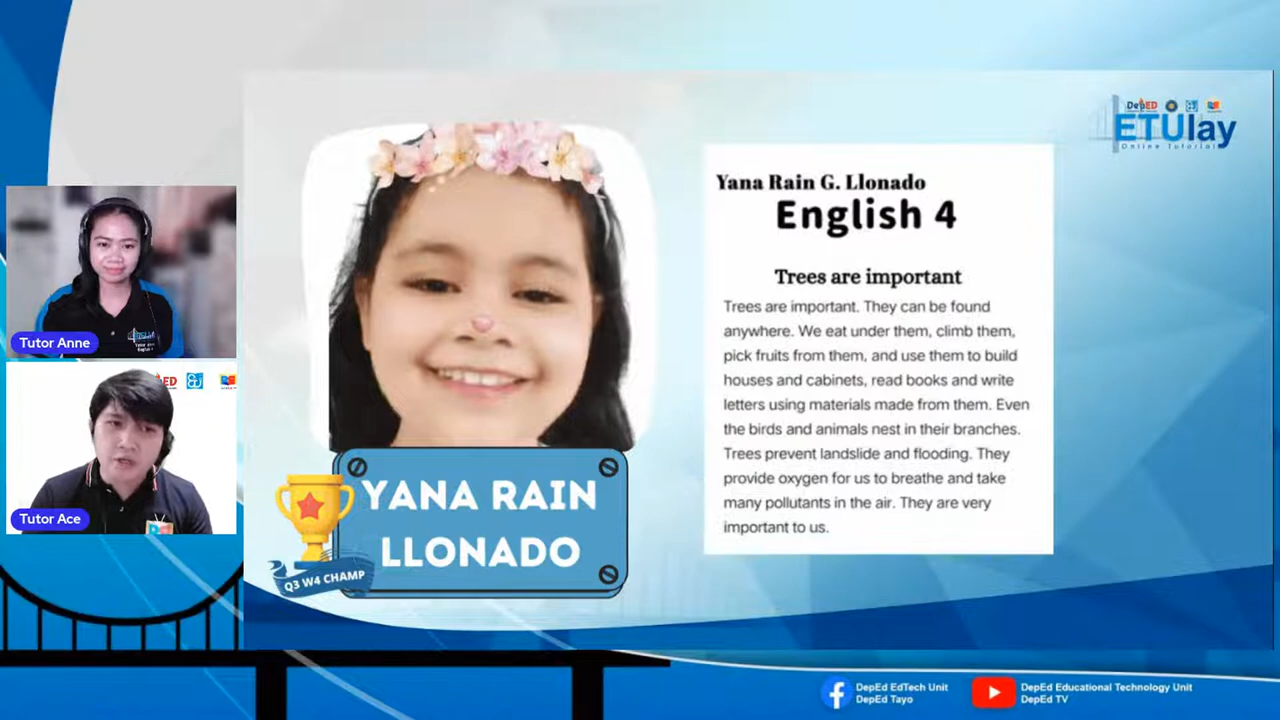 DepED
ETUlay
Online Tutorial
Tutor Anne
ED
Tutor Ace
YANA RAIN
LLONADO
Q3 W4 CHAMP
Yana Rain G. Llonado
English 4
Trees are important
Trees are important. They can be found
anywhere. We eat under them, climb them,
pick fruits from them, and use them to build
houses and cabinets, read books and write
letters using materials made from them. Even
the birds and animals nest in their branches.
Trees prevent landslide and flooding. They
provide oxygen for us to breathe and take
many pollutants in the air. They are very
important to us.
DepEd EdTech Unit
DepEd Tayo
DepEd Educational Technology Unit
DepEd TV